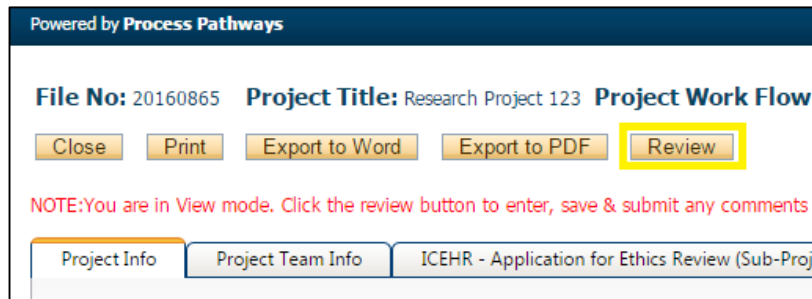 Powered by Process Pathways
File No: 20160865 Project Title: Research Project 123 Project Work Flow
Close Print Export to Word Export to PDF Review
NOTE:You are in View mode. Click the review button to enter, save & submit any comments
Project Info Project Team Info ICEHR - Application for Ethics Review (Sub-Proj